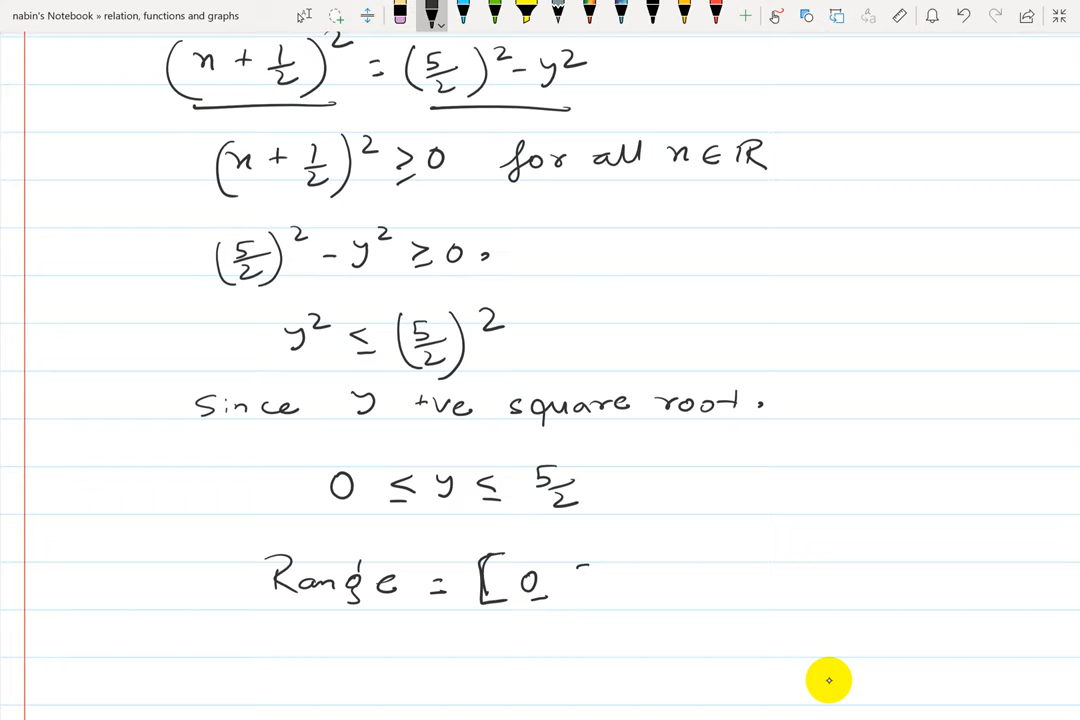 nabin's Notebook » relation, functions and graphs
(x + 1/2)² = (5/2)² - y²
(x + 1/2)² ≥ 0 for all x ∈ ℝ
(5/2)² - y² ≥ 0,
y² ≤ (5/2)²
Since y +ve square root.
0 ≤ y ≤ 5/2
Range = [0